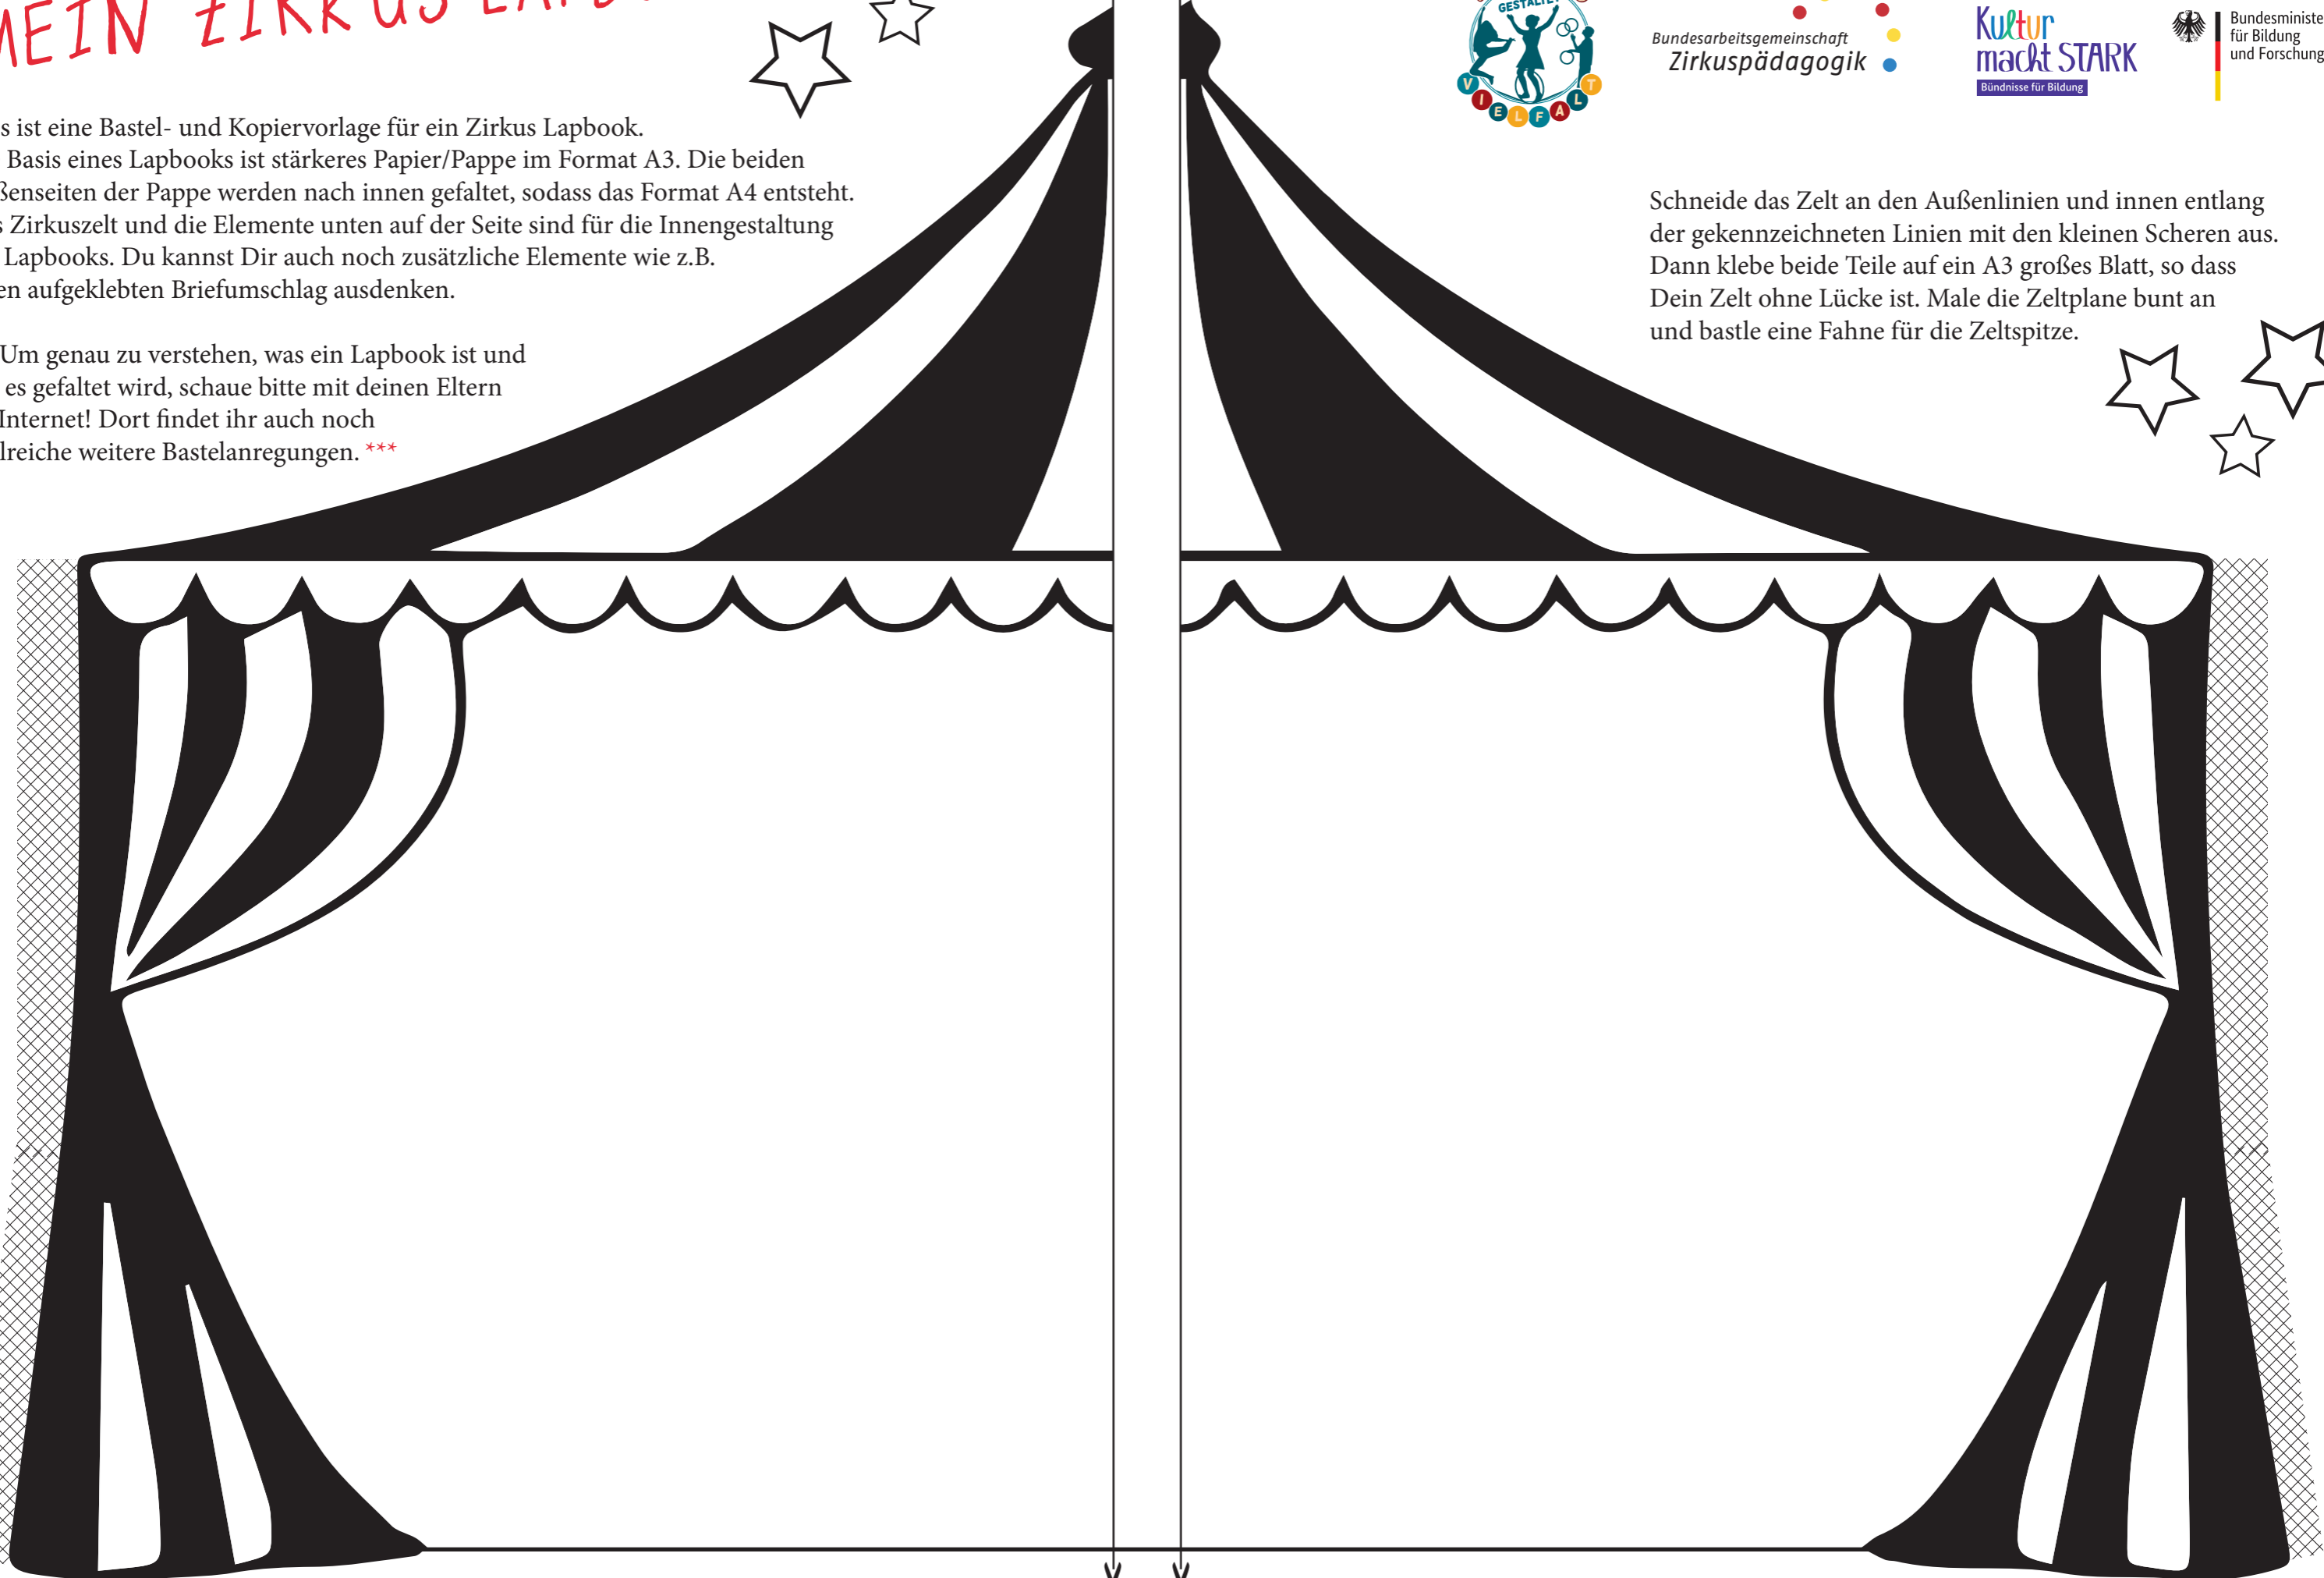 MEIN ZIRKUS
s ist eine Bastel- und Kopiervorlage für ein Zirkus Lapbook.
Basis eines Lapbooks ist stärkeres Papier/Pappe im Format A3. Die beiden
ßenseiten der Pappe werden nach innen gefaltet, sodass das Format A4 entsteht.
s Zirkuszelt und die Elemente unten auf der Seite sind für die Innengestaltung
Lapbooks. Du kannst Dir auch noch zusätzliche Elemente wie z.B.
en aufgeklebten Briefumschlag ausdenken.
Um genau zu verstehen, was ein Lapbook ist und
es gefaltet wird, schaue bitte mit deinen Eltern
Internet! Dort findet ihr auch noch
lreiche weitere Bastelanregungen. ***
GESTALTET
VIELFALT
Bundesarbeitsgemeinschaft
Zirkuspädagogik
Kultur
macht STARK
Bündnisse für Bildung
Bundesministe
für Bildung
und Forschung
Schneide das Zelt an den Außenlinien und innen entlang
der gekennzeichneten Linien mit den kleinen Scheren aus.
Dann klebe beide Teile auf ein A3 großes Blatt, so dass
Dein Zelt ohne Lücke ist. Male die Zeltplane bunt an
und bastle eine Fahne für die Zeltspitze.